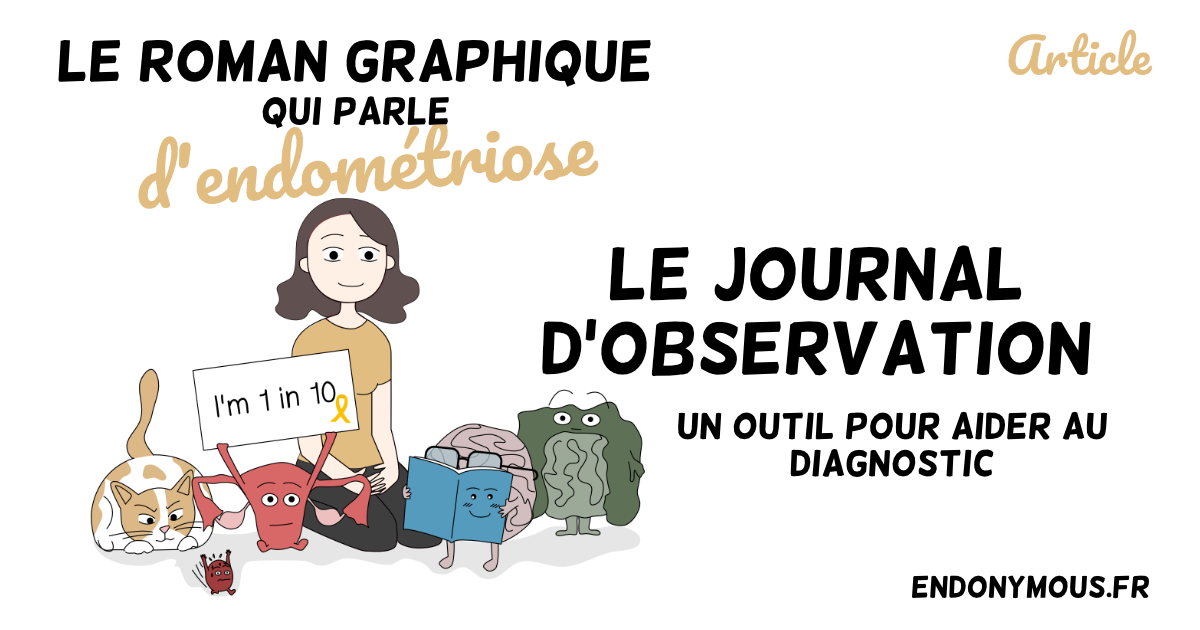 LE ROMAN GRAPHIQUE
QUI PARLE
d'endométriose
Article
LE JOURNAL
D'OBSERVATION
UN OUTIL POUR AIDER AU
DIAGNOSTIC
I'm 1 in 10
ENDONYMOUS.FR